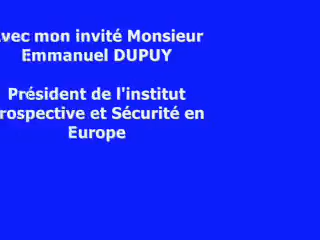 vec mon invité Monsieur
Emmanuel DUPUY
Président de l'institut
rospective et Sécurité en
Europe